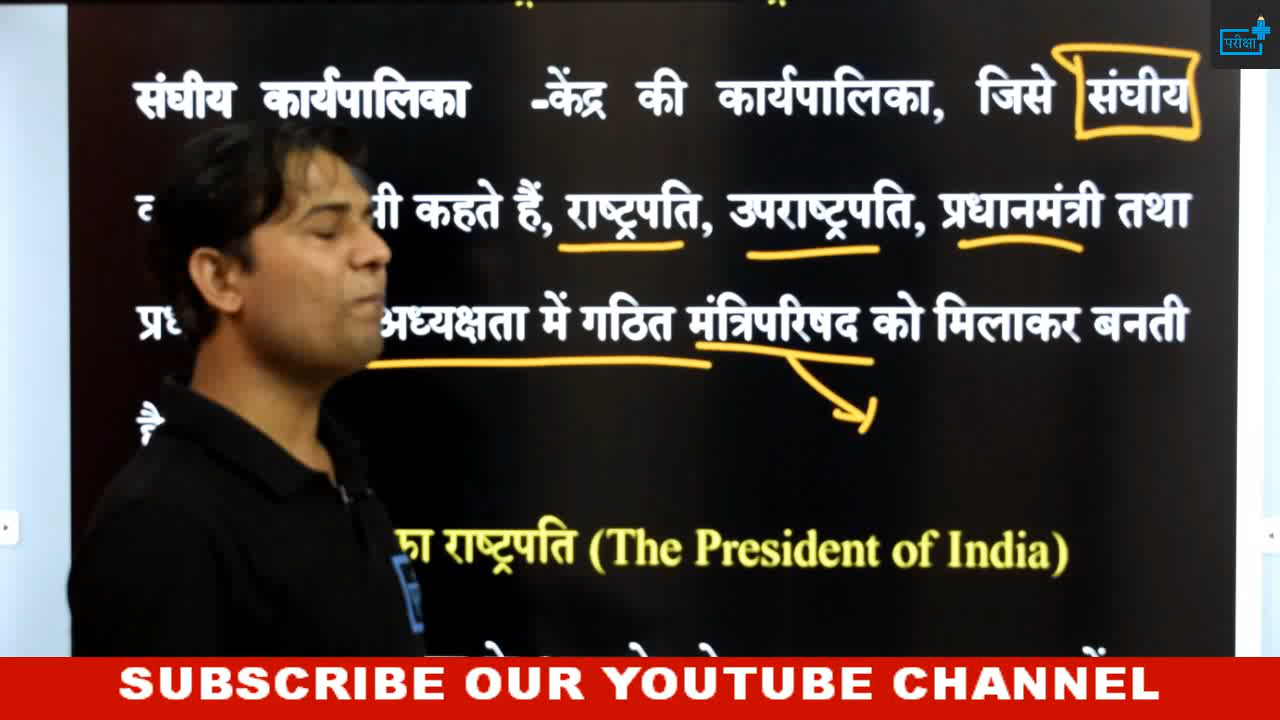 परीक्षा
संघीय कार्यपालिका -केंद्र की कार्यपालिका, जिसे संघीय
कहते हैं, राष्ट्रपति, उपराष्ट्रपति, प्रधानमंत्री तथा
अध्यक्षता में गठित मंत्रिपरिषद को मिलाकर बनती
है
का राष्ट्रपति (The President of India)
SUBSCRIBE OUR YOUTUBE CHANNEL